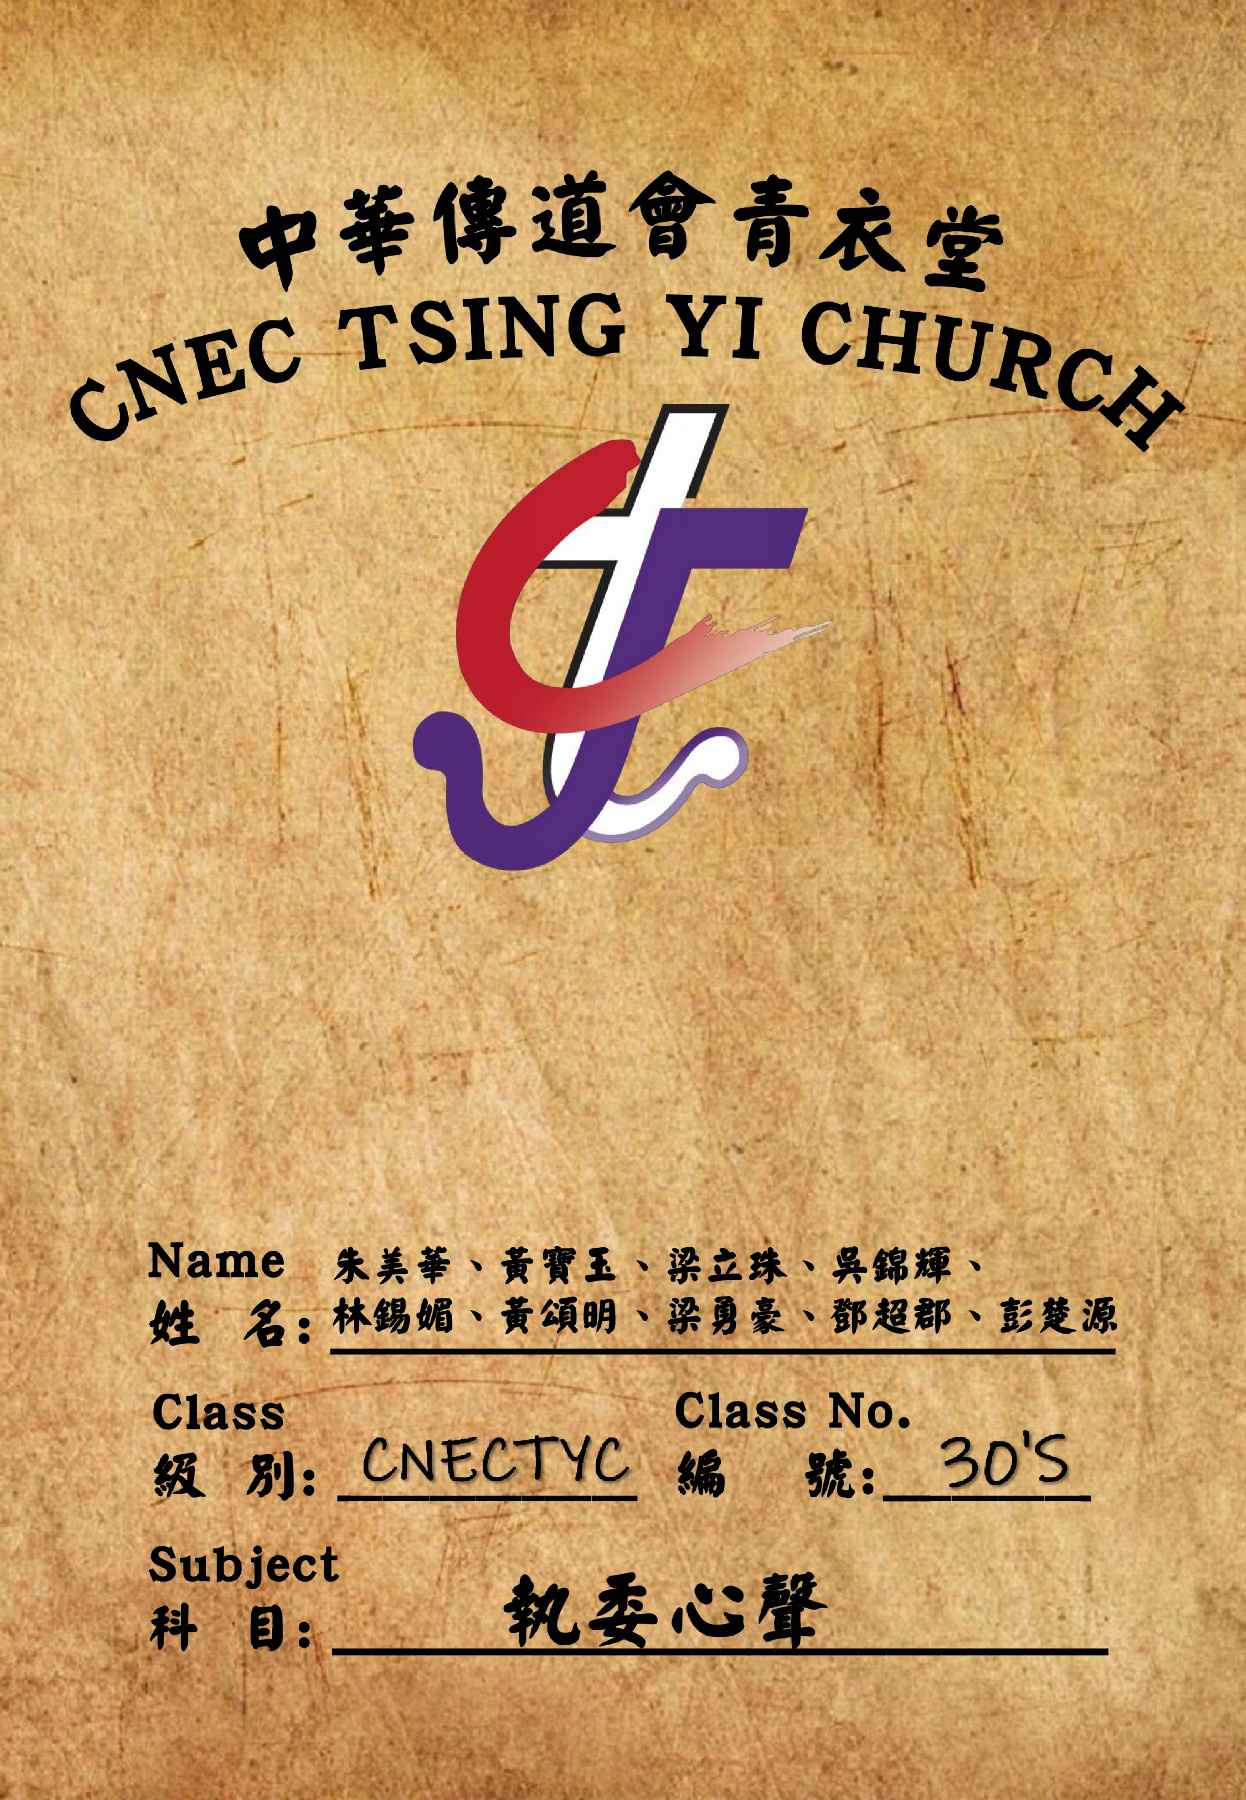 中華傳道會青衣堂
CNEC TSING YI CHURCH
Name 朱美華、黃寶玉、梁立珠、吳錦輝、
姓 名: 林錫媚、黃頌明、梁勇豪、鄧超郡、彭楚源
Class Class No.
級 別: CNECTYC 編 號: 30'S
Subject
科 目: 執委心聲